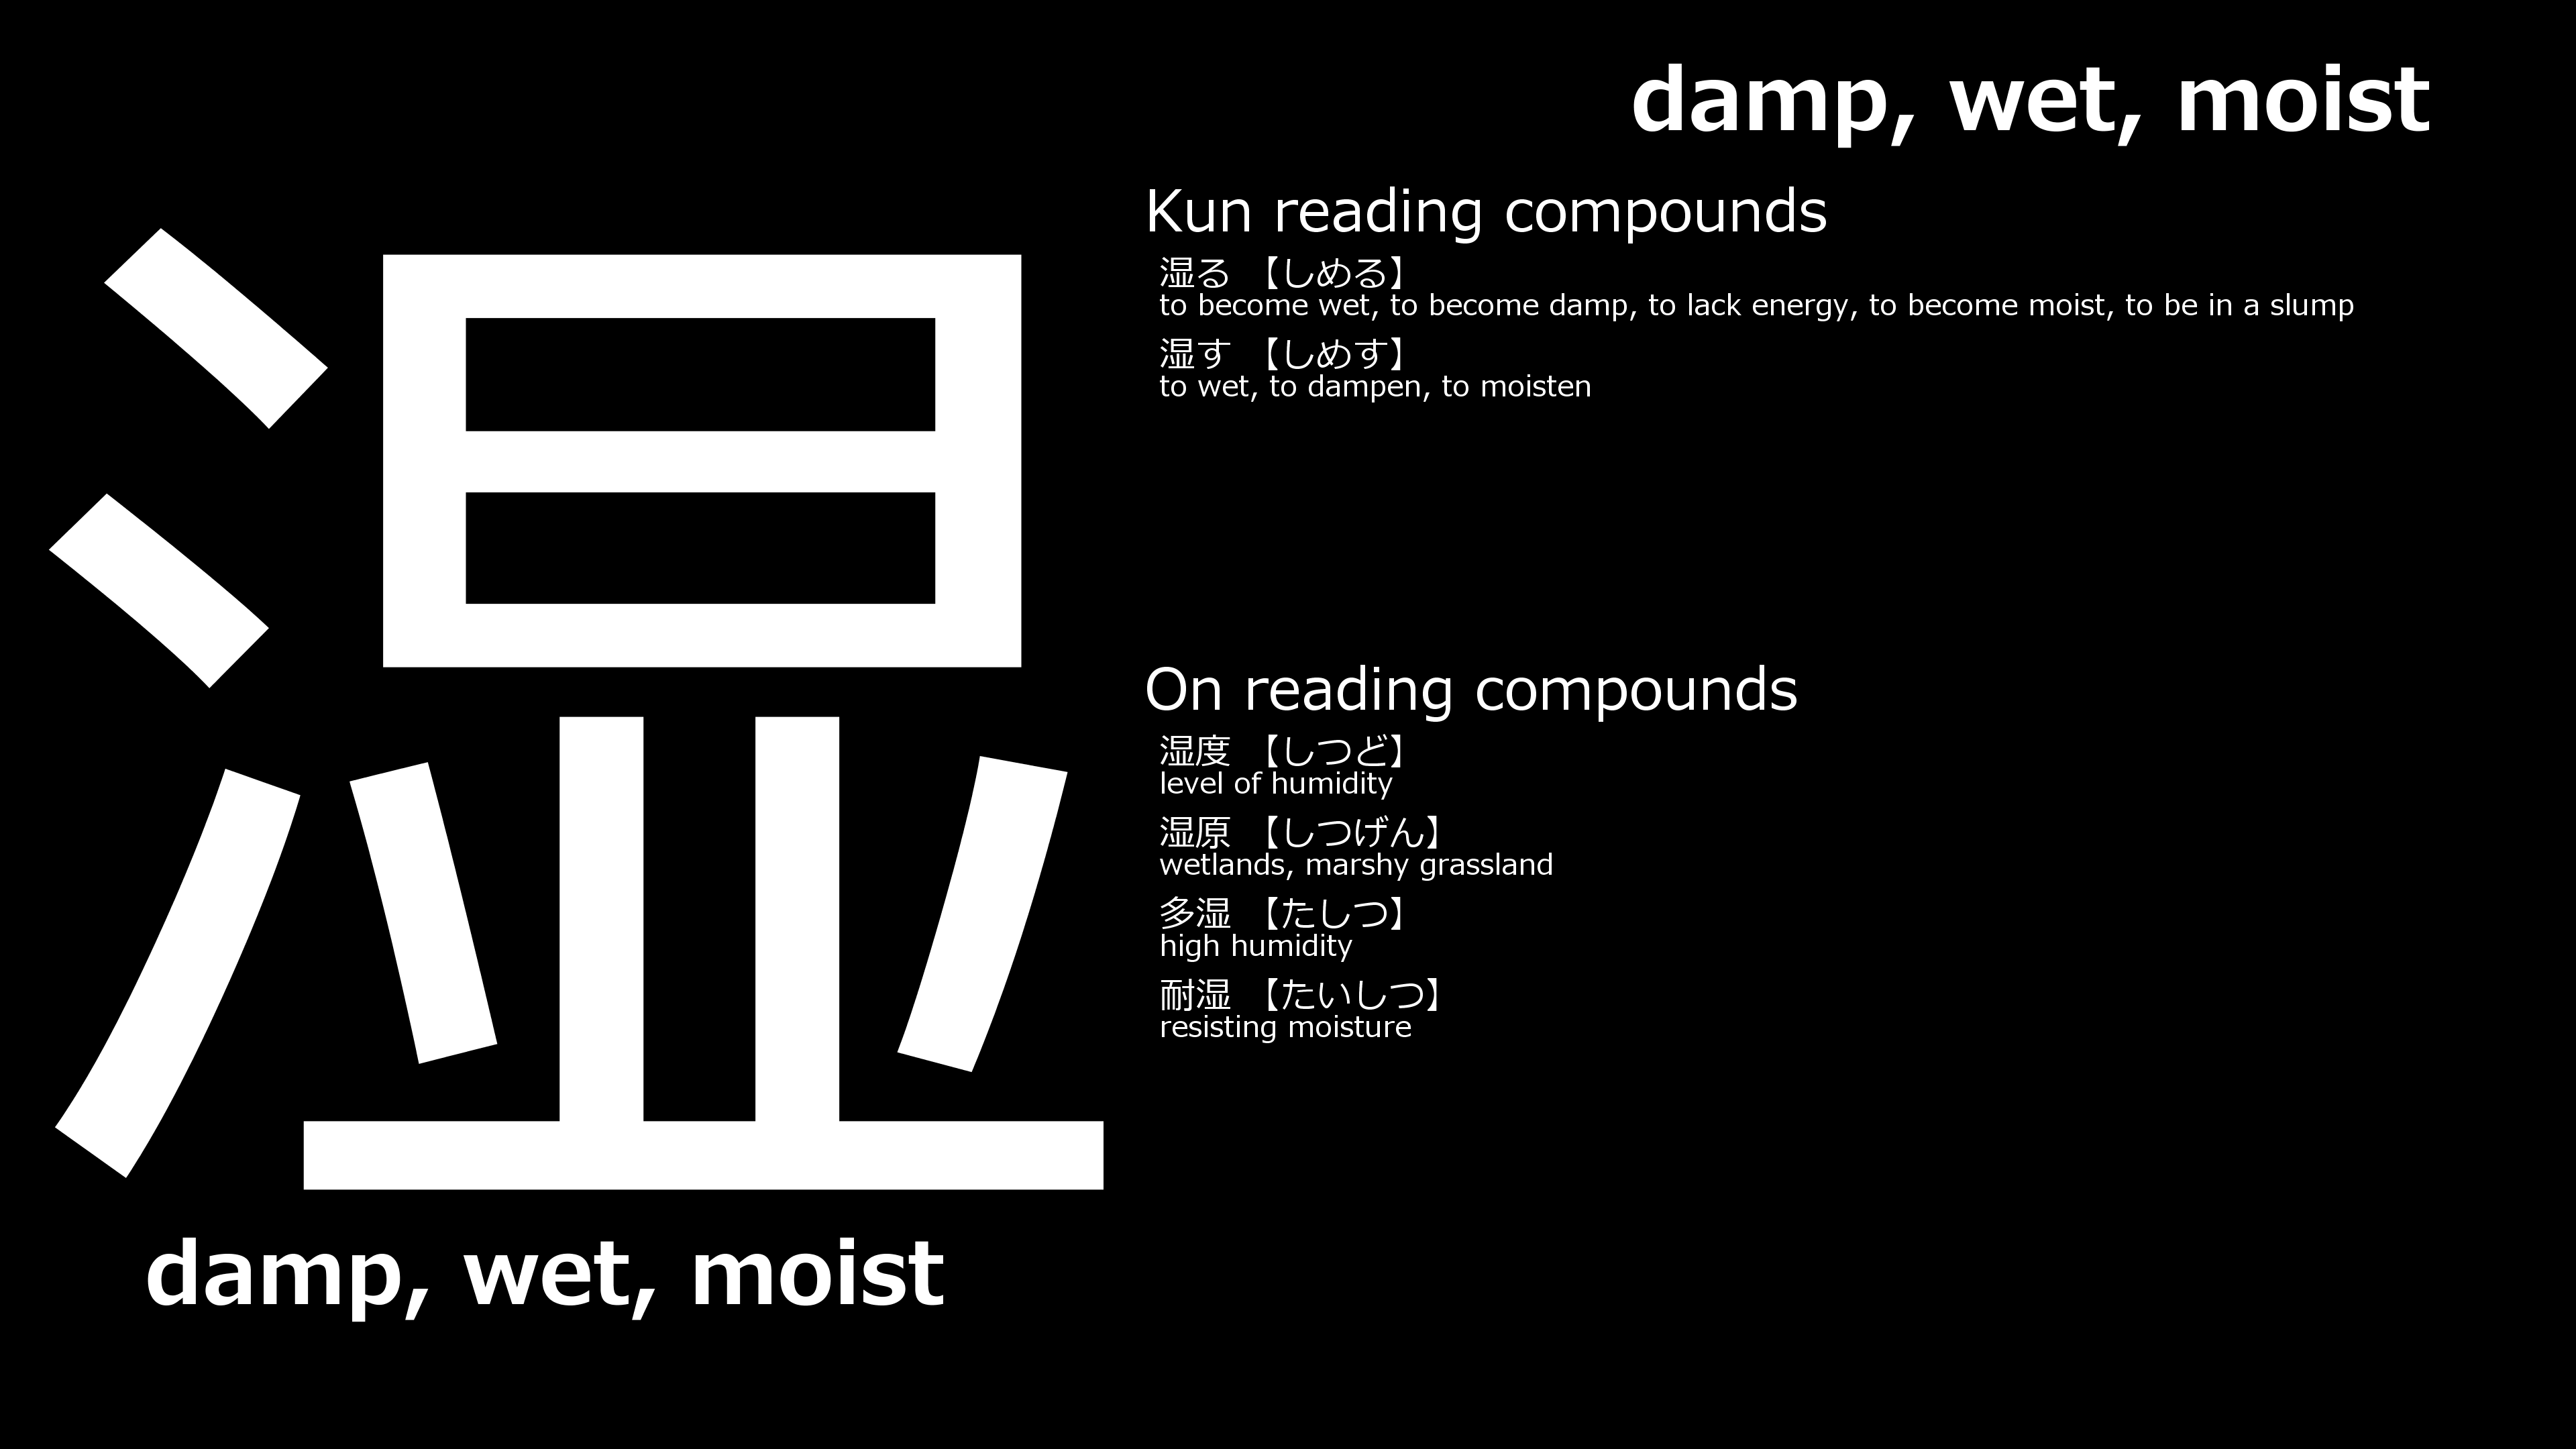 湿
damp, wet, moist
damp, wet, moist
Kun reading compounds
湿る 【しめる】
to become wet, to become damp, to lack energy, to become moist, to be in a slump
湿す 【しめす】
to wet, to dampen, to moisten
On reading compounds
湿度 【しつど】
level of humidity
湿原 【しつげん】
wetlands, marshy grassland
多湿 【たしつ】
high humidity
耐湿 【たいしつ】
resisting moisture